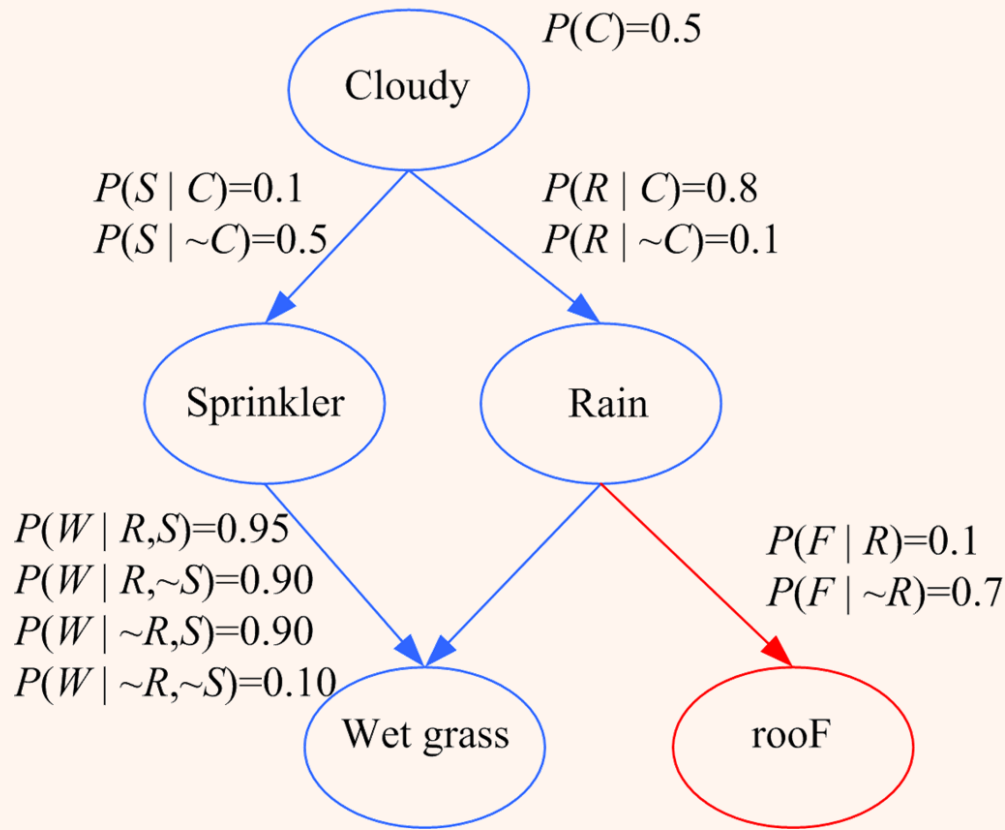 P(C)=0.5
Cloudy
P(S | C)=0.1
P(S | ~C)=0.5
P(R | C)=0.8
P(R | ~C)=0.1
Sprinkler
Rain
P(W | R,S)=0.95
P(W | R,~S)=0.90
P(W | ~R,S)=0.90
P(W | ~R,~S)=0.10
P(F | R)=0.1
P(F | ~R)=0.7
Wet grass
rooF